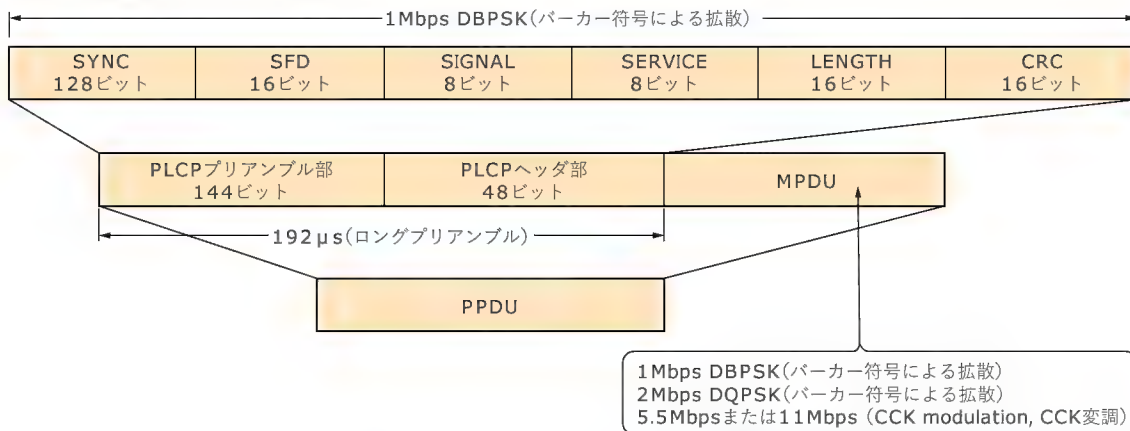 1Mbps DBPSK(バーカー符号による拡散)
SYNC
128ビット
SFD
16ビット
SIGNAL
8ビット
SERVICE
8ビット
LENGTH
16ビット
CRC
16ビット
PLCPプリアンブル部
144ビット
PLCPヘッダ部
48ビット
MPDU
192μs(ロングプリアンブル)
PPDU
1Mbps DBPSK(バーカー符号による拡散)
2Mbps DQPSK(バーカー符号による拡散)
5.5Mbpsまたは11Mbps (CCK modulation, CCK変調)